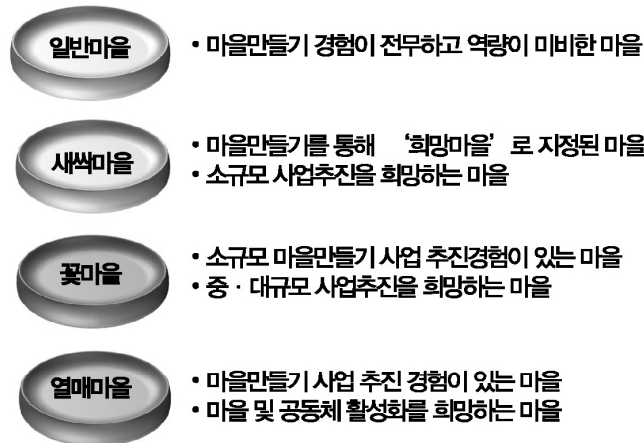 일반마을
• 마을만들기 경험이 전무하고 역량이 미비한 마을
새싹마을
• 마을만들기를 통해 ‘희망마을’ 로 지정된 마을
• 소규모 사업추진을 희망하는 마을
꽃마을
• 소규모 마을만들기 사업 추진경험이 있는 마을
• 중 · 대규모 사업추진을 희망하는 마을
열매마을
• 마을만들기 사업 추진 경험이 있는 마을
• 마을 및 공동체 활성화를 희망하는 마을